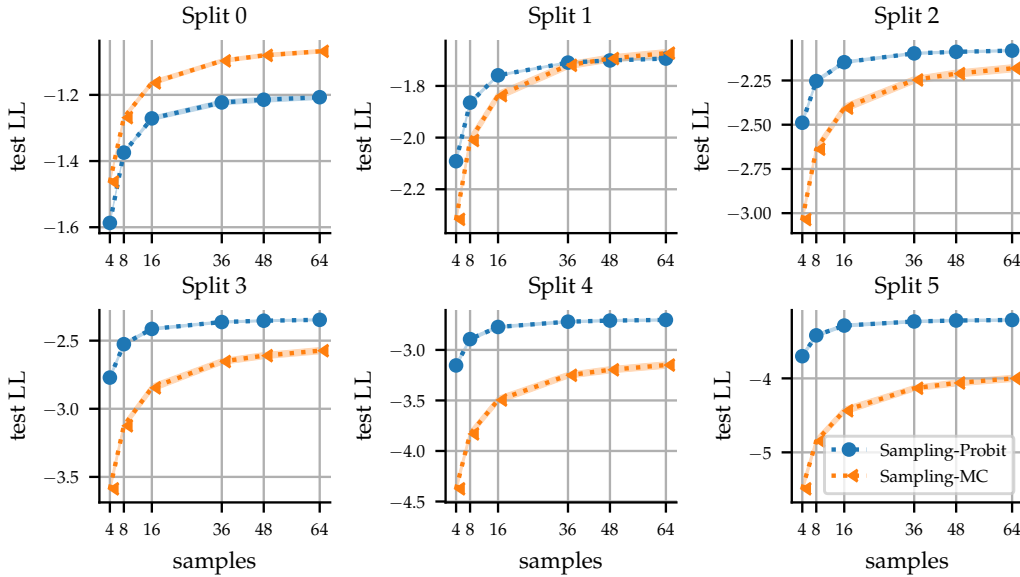 Split 0
Split 1
Split 2
test LL
−1.2
−1.4
−1.6
4 8 16 36 48 64
test LL
−1.8
−2.0
−2.2
4 8 16 36 48 64
test LL
−2.25
−2.50
−2.75
−3.00
4 8 16 36 48 64
Split 3
Split 4
Split 5
test LL
−2.5
−3.0
−3.5
4 8 16 36 48 64
samples
test LL
−3.0
−3.5
−4.0
−4.5
4 8 16 36 48 64
samples
test LL
−4
−5
Sampling-Probit
Sampling-MC
4 8 16 36 48 64
samples